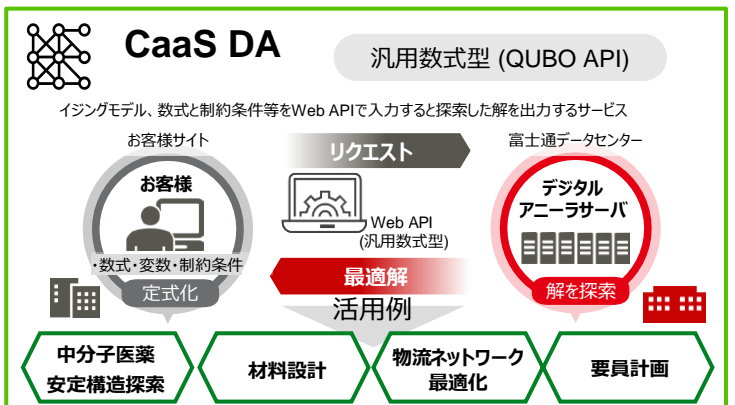 CaaS DA
汎用数式型 (QUBO API)
イジングモデル、数式と制約条件等をWeb APIで入力すると探索した解を出力するサービス
お客様サイト
リクエスト
富士通データセンター
お客様
デジタル
アニーラサーバ
Web API
(汎用数式型)
・数式・変数・制約条件
定式化
最適解
解を探索
活用例
中分子医薬
安定構造探索
材料設計
物流ネットワーク
最適化
要員計画